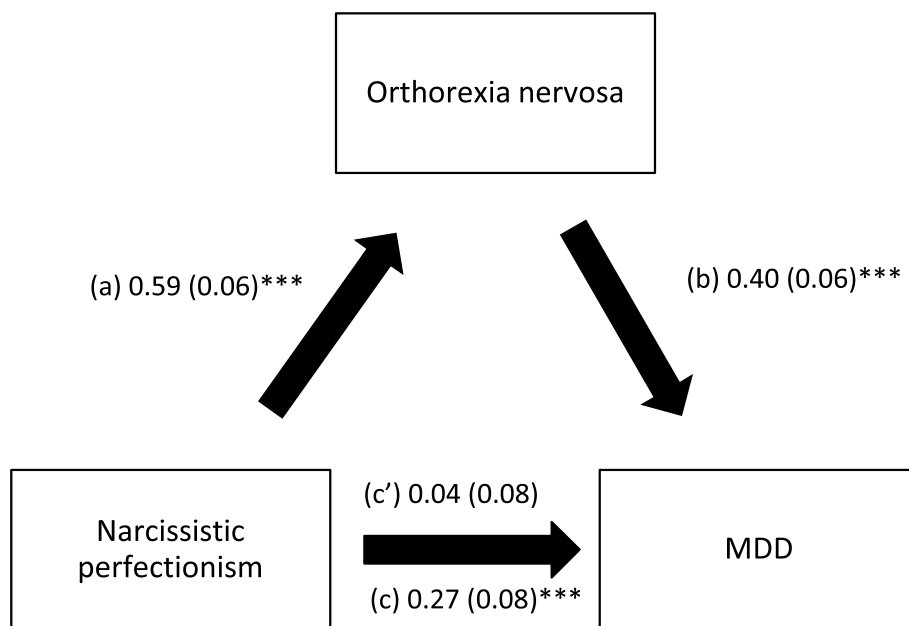 Orthorexia nervosa
(a) 0.59 (0.06)***
(b) 0.40 (0.06)***
Narcissistic
perfectionism
(c’) 0.04 (0.08)
(c) 0.27 (0.08)***
MDD